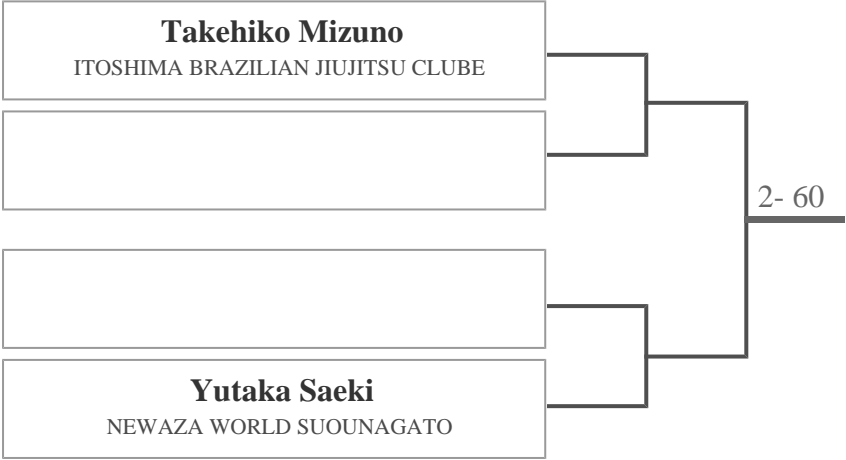 Takehiko Mizuno
ITOSHIMA BRAZILIAN JIUJITSU CLUBE
2- 60
Yutaka Saeki
NEWAZA WORLD SUOUNAGATO